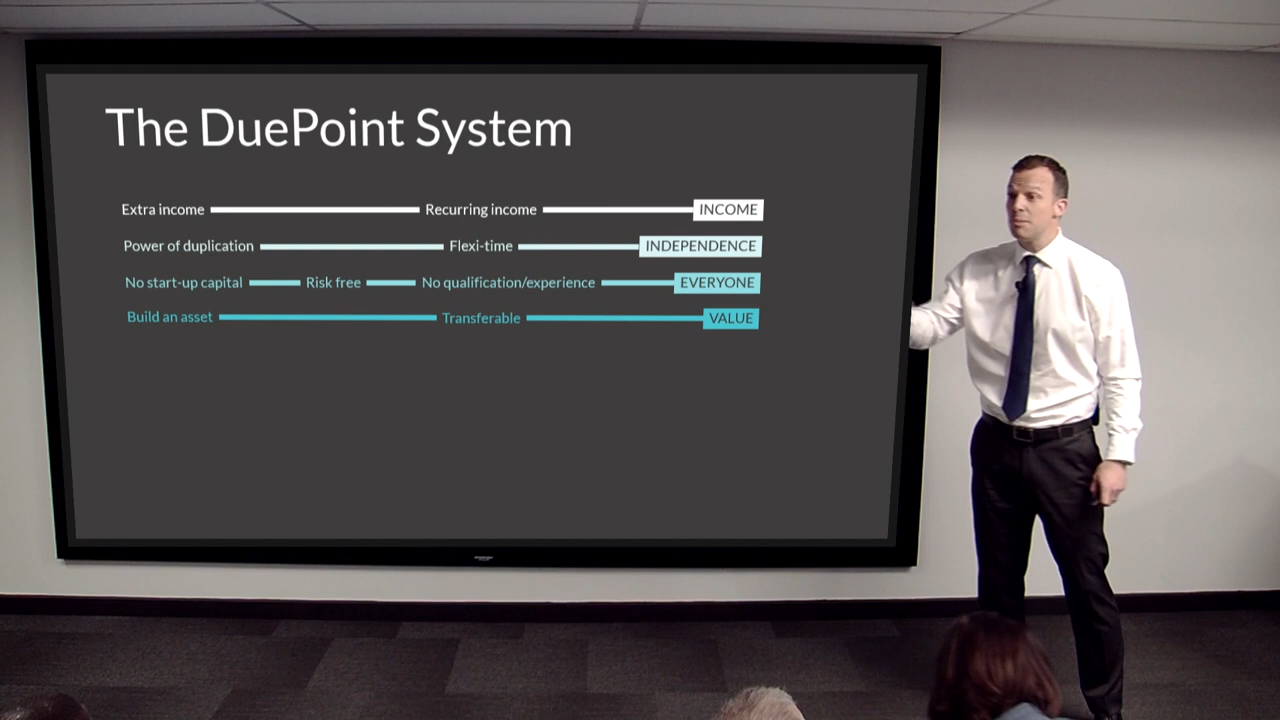 The DuePoint System
Extra income Recurring income INCOME
Power of duplication Flexi-time INDEPENDENCE
No start-up capital Risk free No qualification/experience EVERYONE
Build an asset Transferable VALUE